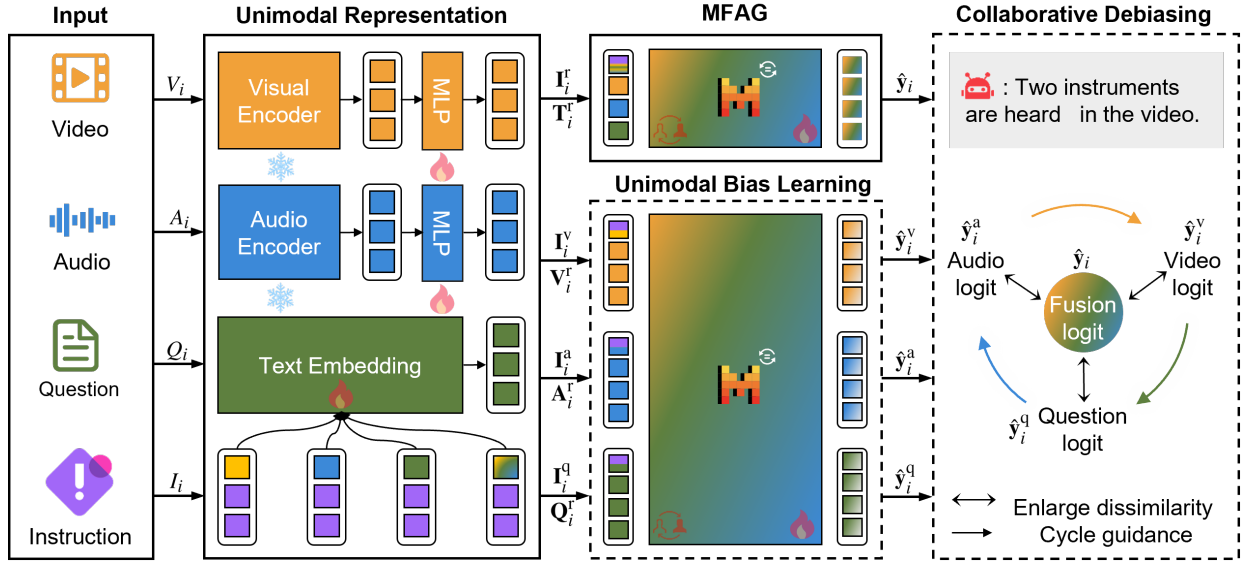 Input
Unimodal Representation
MFAG
Collaborative Debiasing
Video
Audio
Question
Instruction
V_i
A_i
Q_i
I_i
Visual
Encoder
MLP
Audio
Encoder
MLP
Text Embedding
I_i^r
T_i^r
I_i^v
V_i^r
I_i^a
A_i^r
I_i^q
Q_i^r
ŷ_i
Unimodal Bias Learning
ŷ_i^v
ŷ_i^a
ŷ_i^q
: Two instruments
are heard in the video.
ŷ_i^a
Audio
logit
ŷ_i
Fusion
logit
ŷ_i^v
Video
logit
ŷ_i^q
Question
logit
Enlarge dissimilarity
Cycle guidance